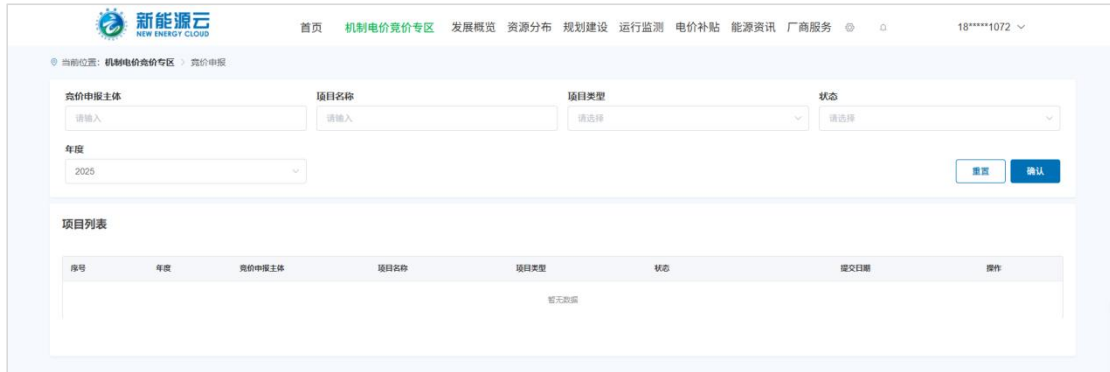 新能源云
NEW ENERGY CLOUD
首页 机制电价竞价专区 发展概览 资源分布 规划建设 运行监测 电价补贴 能源资讯 厂商服务 18*****1072
当前位置: 机制电价竞价专区 > 竞价申报
竞价申报主体 项目名称 项目类型 状态
请输入 请输入 请选择 请选择
年度
2025 重置 确认
项目列表
序号 年度 竞价申报主体 项目名称 项目类型 状态 提交日期 操作
暂无数据